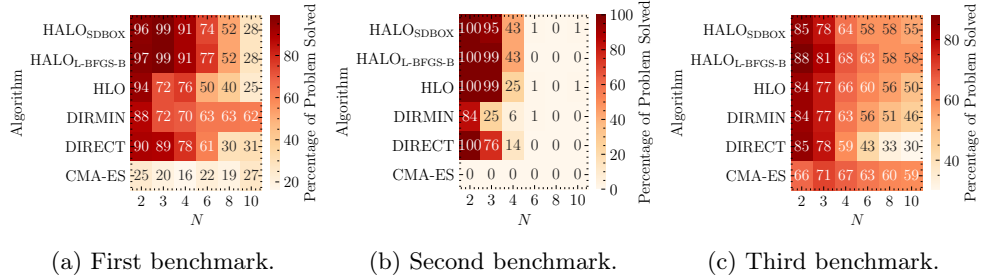 Algorithm
HALO_SDBOX 96 99 91 74 52 28
HALO_L-BFGS-B 97 99 91 77 52 28
HLO 94 72 76 50 40 25
DIRMIN 88 72 70 63 63 62
DIRECT 90 89 78 61 30 31
CMA-ES 25 20 16 22 19 27
2 3 4 6 8 10
N
80
60
40
20
Percentage of Problem Solved
(a) First benchmark.
Algorithm
HALO_SDBOX 100 95 43 1 0 1
HALO_L-BFGS-B 100 99 43 0 0 0
HLO 100 99 25 1 0 1
DIRMIN 84 25 6 1 0 0
DIRECT 100 76 14 0 0 0
CMA-ES 0 0 0 0 0 0
2 3 4 6 8 10
N
100
80
60
40
20
0
Percentage of Problem Solved
(b) Second benchmark.
Algorithm
HALO_SDBOX 85 78 64 58 58 55
HALO_L-BFGS-B 88 81 68 63 58 58
HLO 84 77 66 60 56 50
DIRMIN 84 77 63 56 51 46
DIRECT 85 78 59 43 33 30
CMA-ES 66 71 67 63 60 59
2 3 4 6 8 10
N
80
60
40
Percentage of Problem Solved
(c) Third benchmark.